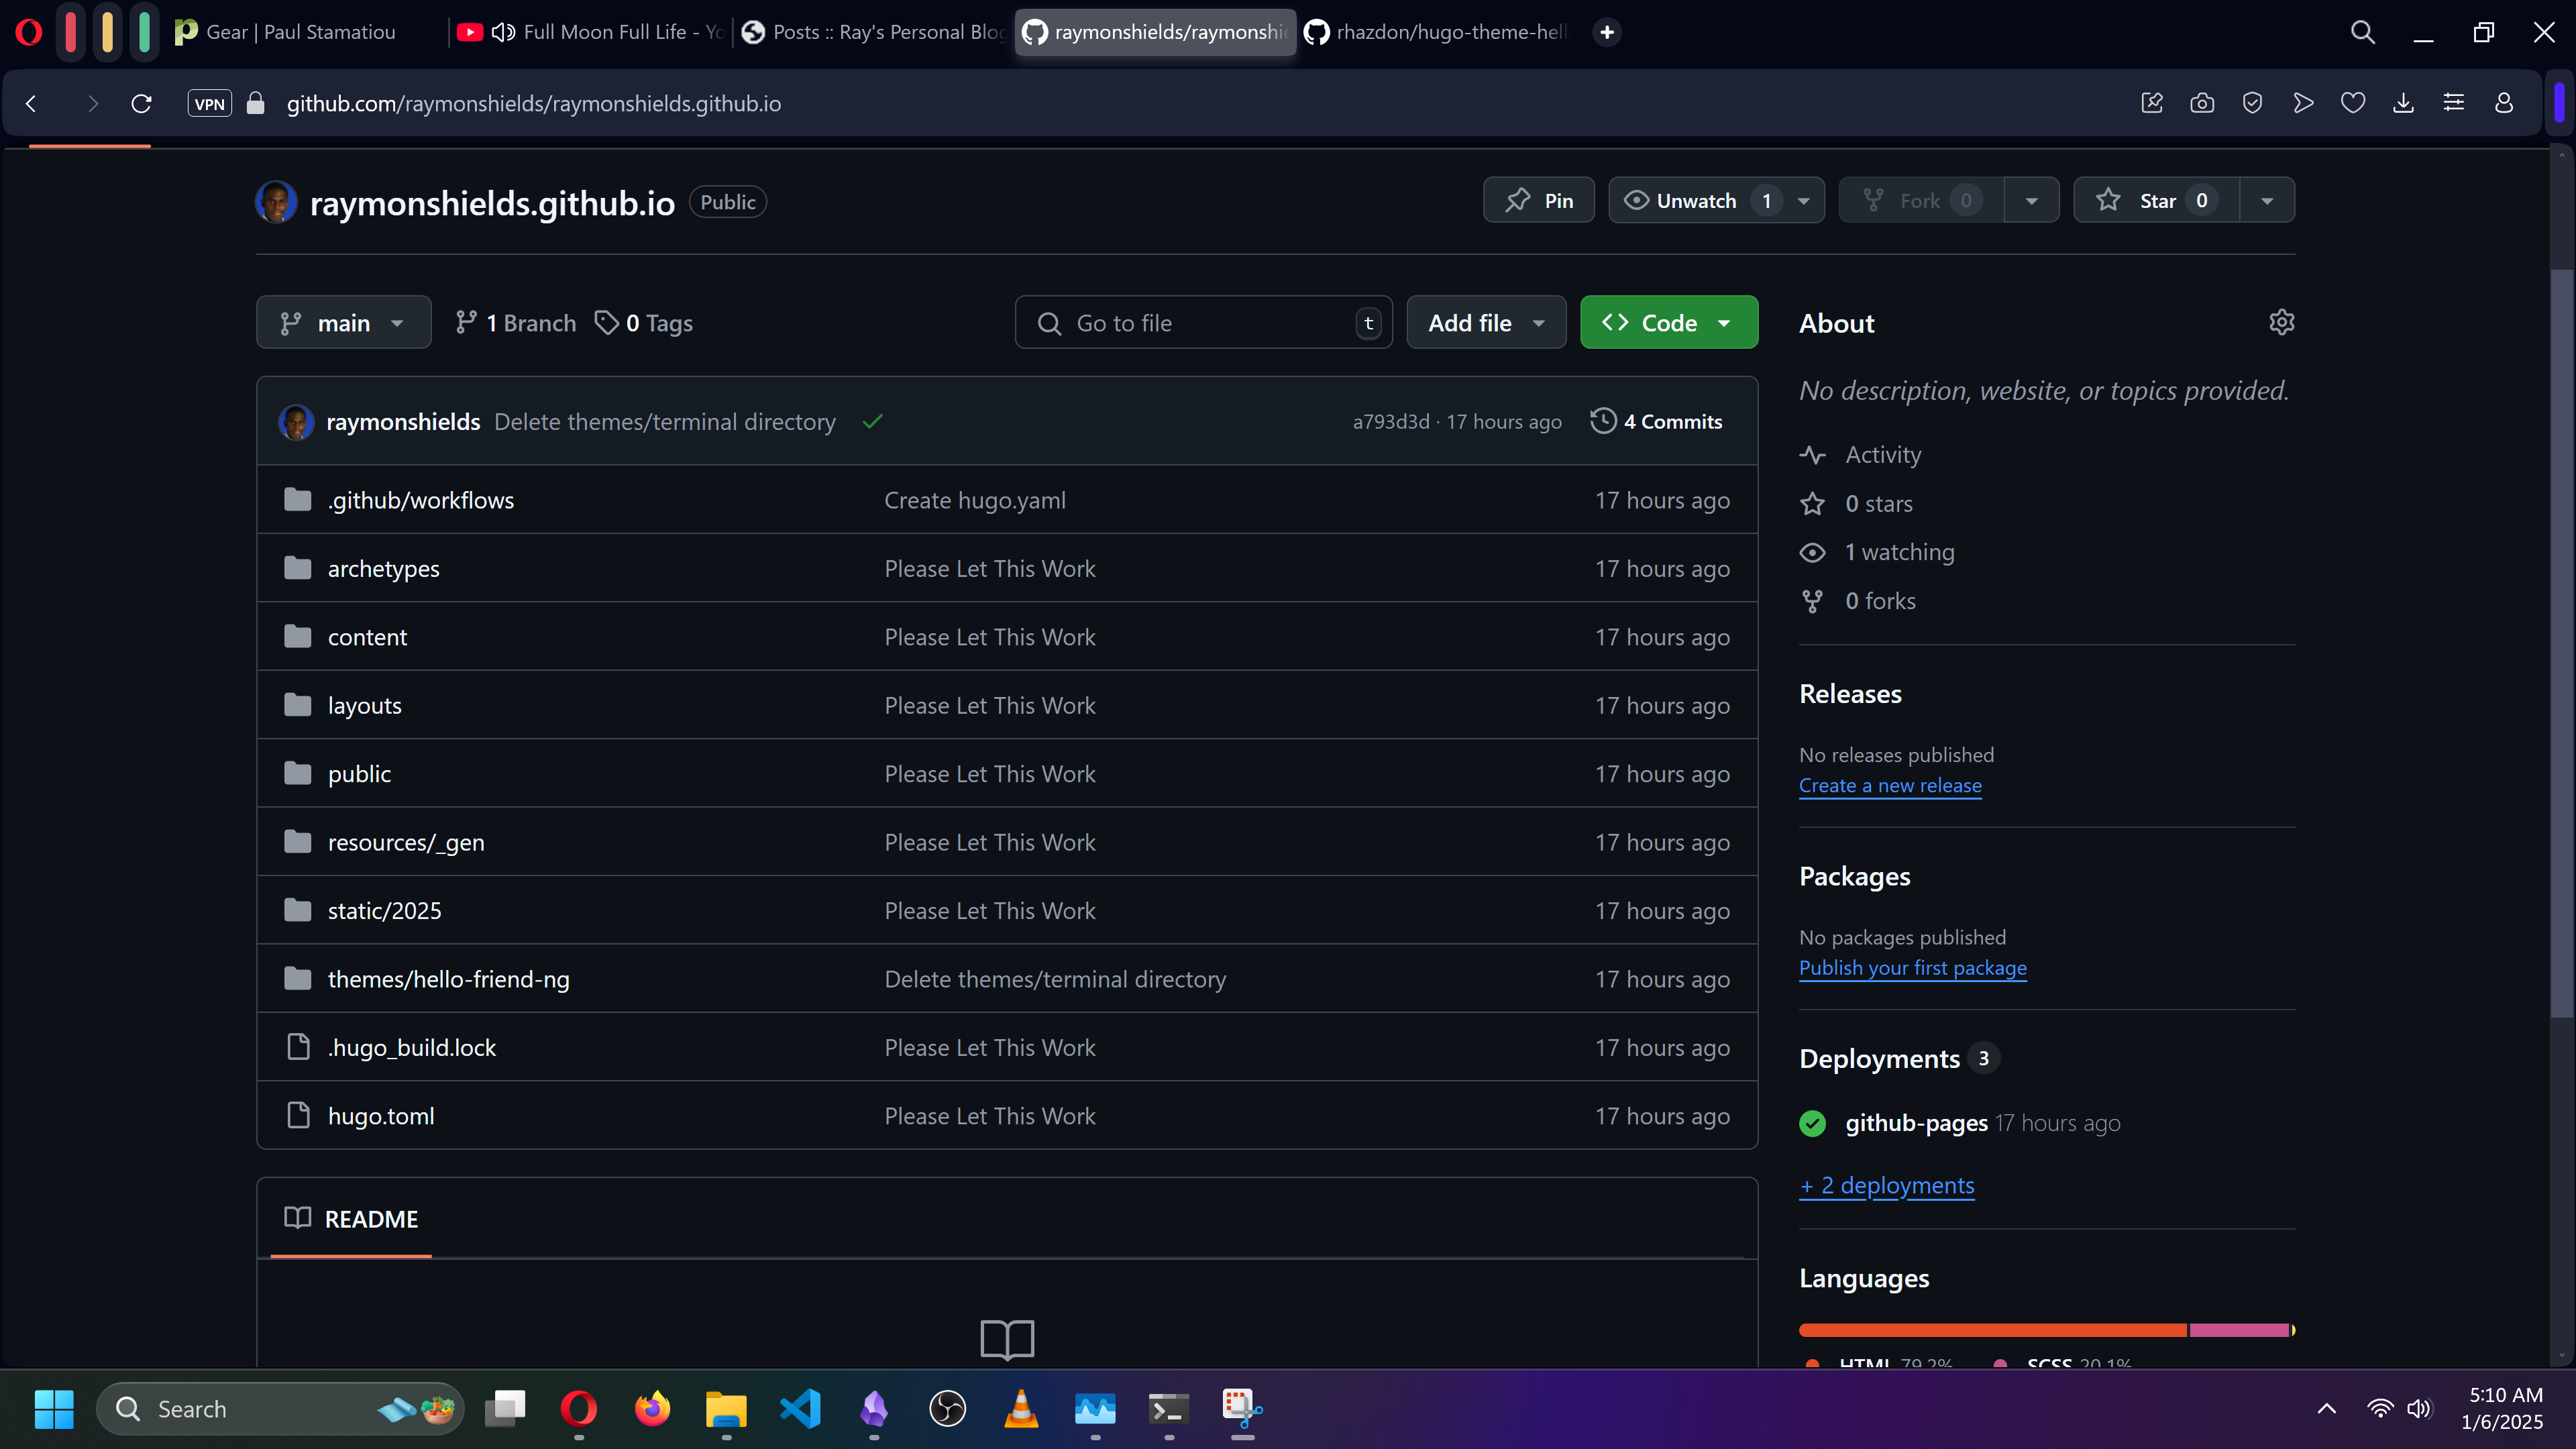 Gear | Paul Stamatiou
Full Moon Full Life - Yo
Posts :: Ray's Personal Blog
raymonshields/raymonshi
rhazdon/hugo-theme-hell
VPN
github.com/raymonshields/raymonshields.github.io
raymonshields.github.io
Public
Pin
Unwatch 1
Fork 0
Star 0
main
1 Branch
0 Tags
Go to file
t
Add file
Code
raymonshields Delete themes/terminal directory
a793d3d · 17 hours ago
4 Commits
.github/workflows Create hugo.yaml 17 hours ago
archetypes Please Let This Work 17 hours ago
content Please Let This Work 17 hours ago
layouts Please Let This Work 17 hours ago
public Please Let This Work 17 hours ago
resources/_gen Please Let This Work 17 hours ago
static/2025 Please Let This Work 17 hours ago
themes/hello-friend-ng Delete themes/terminal directory 17 hours ago
.hugo_build.lock Please Let This Work 17 hours ago
hugo.toml Please Let This Work 17 hours ago
README
About
No description, website, or topics provided.
Activity
0 stars
1 watching
0 forks
Releases
No releases published
Create a new release
Packages
No packages published
Publish your first package
Deployments 3
github-pages 17 hours ago
+ 2 deployments
Languages
HTML 79.2% SCSS 20.1%
Search
5:10 AM
1/6/2025